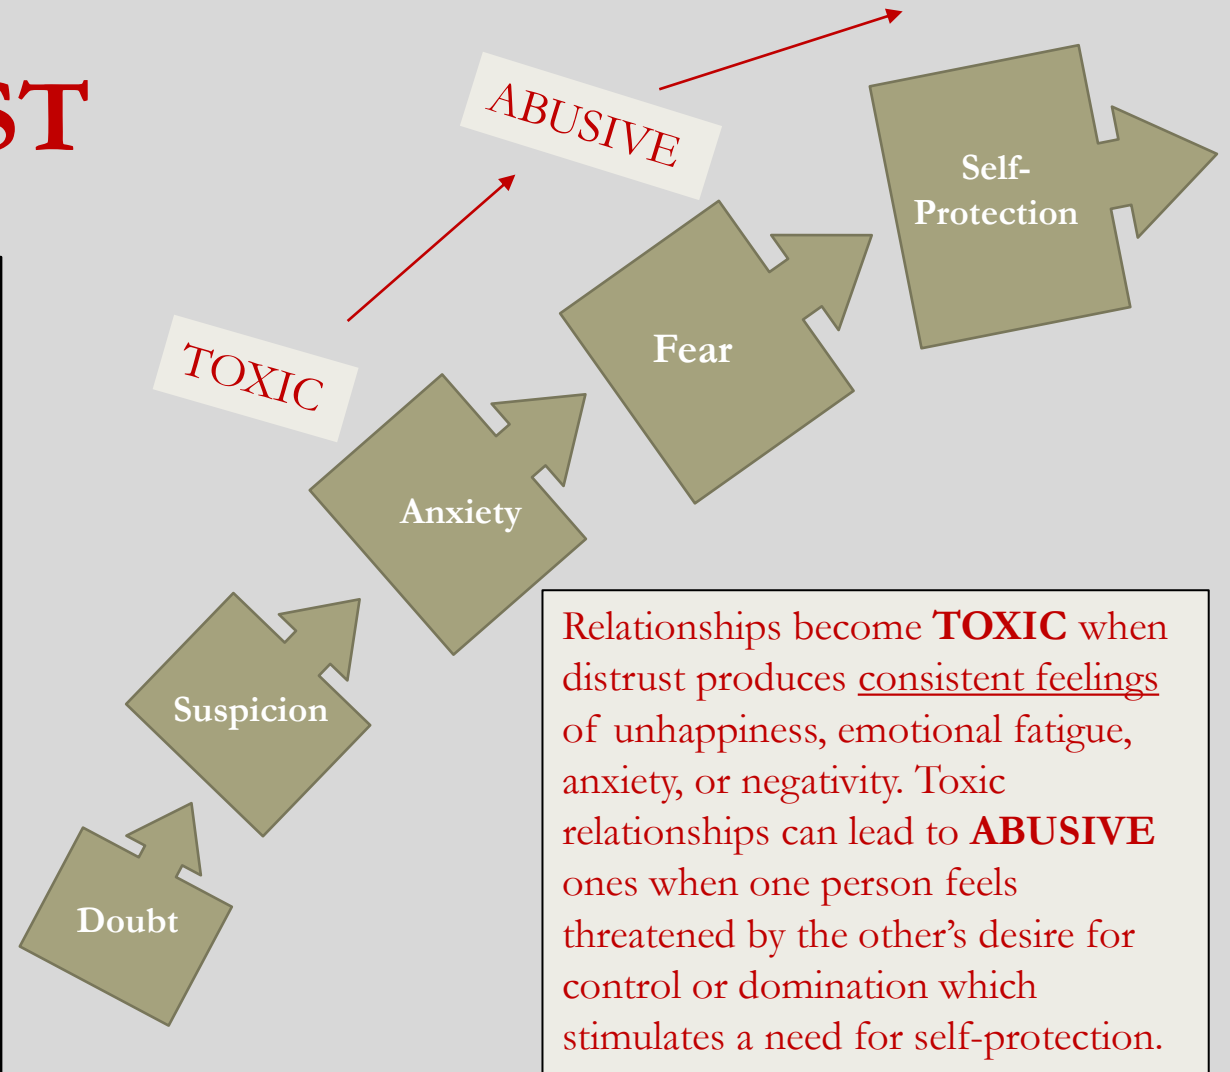 ST
ABUSIVE
Self-
Protection
TOXIC
Fear
Anxiety
Suspicion
Doubt
Relationships become TOXIC when
distrust produces consistent feelings
of unhappiness, emotional fatigue,
anxiety, or negativity. Toxic
relationships can lead to ABUSIVE
ones when one person feels
threatened by the other’s desire for
control or domination which
stimulates a need for self-protection.